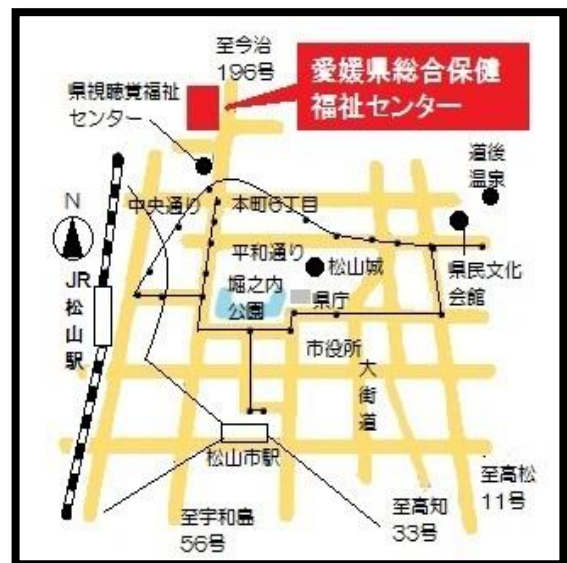 至今治
196号
愛媛県総合保健
福祉センター
県視聴覚福祉
センター
道後
温泉
N
中央通り
本町6丁目
平和通り
松山城
県民文化
会館
JR
松
山
駅
堀之内
公園
県庁
市役所
大
街
道
松山市駅
至高松
11号
至高知
33号
至宇和島
56号